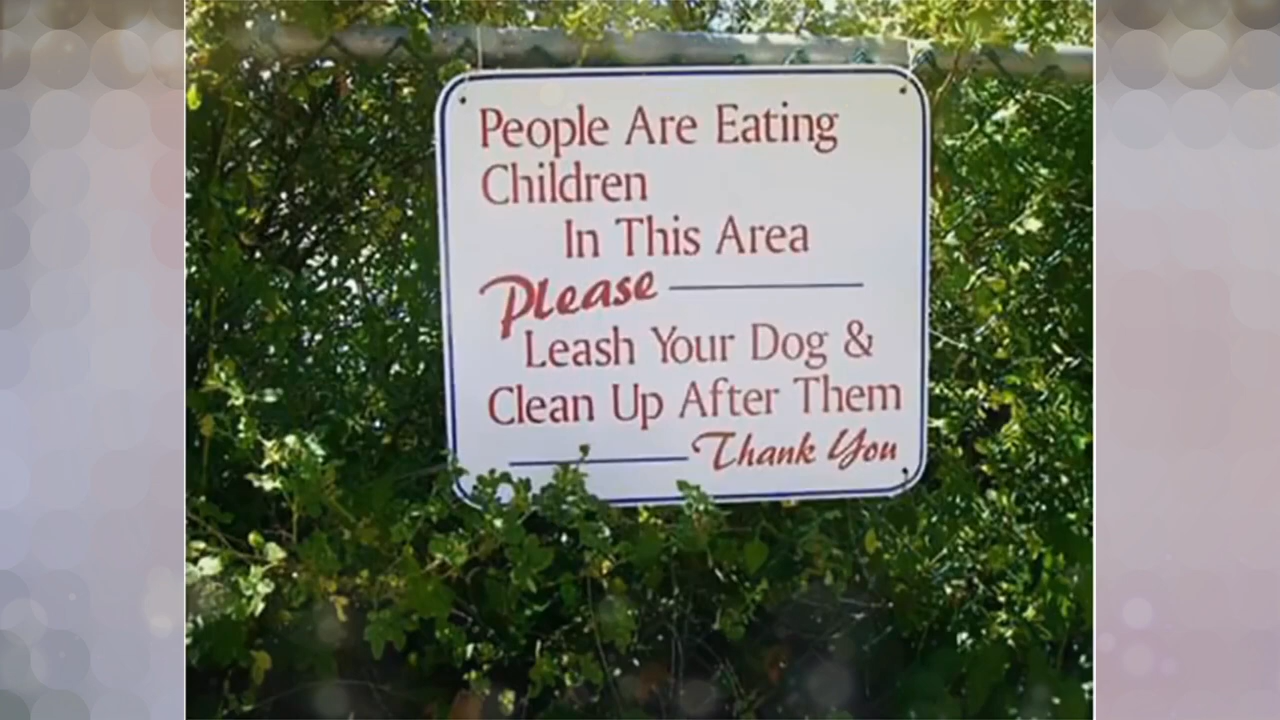 People Are Eating
Children
In This Area
Please
Leash Your Dog &
Clean Up After Them
Thank You